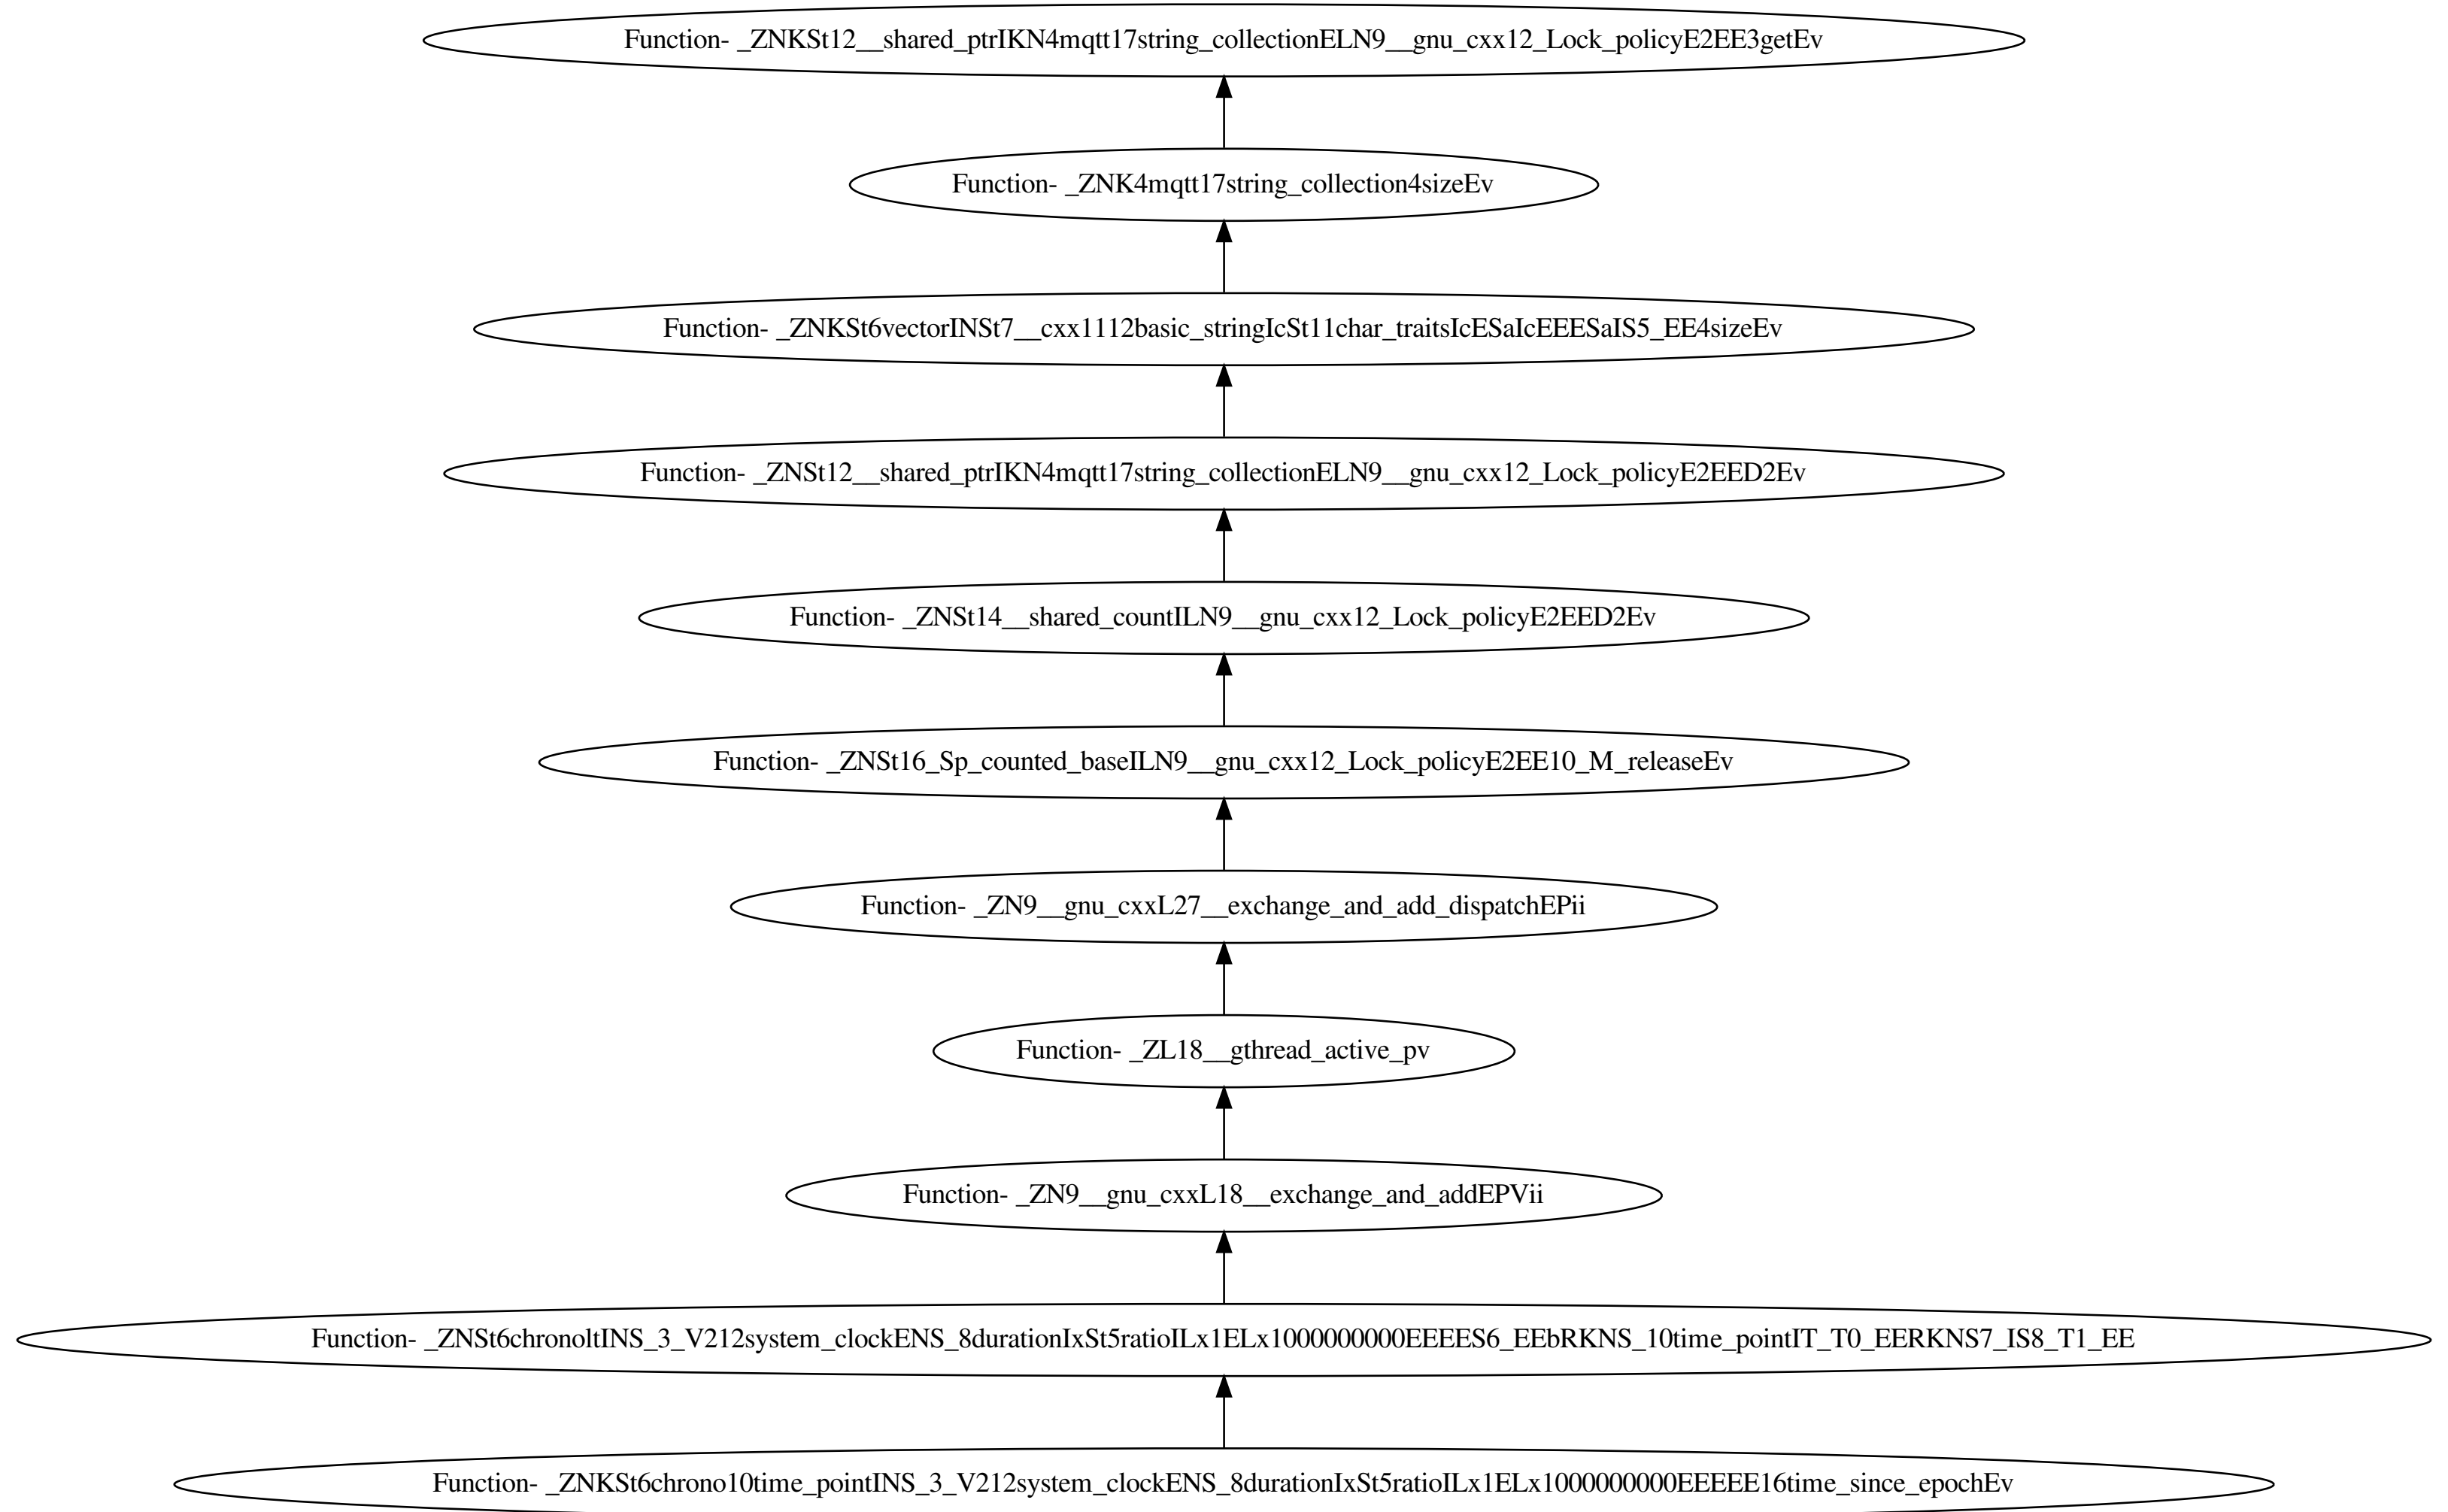 Function- _ZNKSt12__shared_ptrIKN4mqtt17string_collectionELN9__gnu_cxx12_Lock_policyE2EE3getEv
Function- _ZNK4mqtt17string_collection4sizeEv
Function- _ZNKSt6vectorINSt7__cxx1112basic_stringIcSt11char_traitsIcESaIcEEESaIS5_EE4sizeEv
Function- _ZNSt12__shared_ptrIKN4mqtt17string_collectionELN9__gnu_cxx12_Lock_policyE2EED2Ev
Function- _ZNSt14__shared_countILN9__gnu_cxx12_Lock_policyE2EED2Ev
Function- _ZNSt16_Sp_counted_baseILN9__gnu_cxx12_Lock_policyE2EE10_M_releaseEv
Function- _ZN9__gnu_cxxL27__exchange_and_add_dispatchEPii
Function- _ZL18__gthread_active_pv
Function- _ZN9__gnu_cxxL18__exchange_and_addEPVii
Function- _ZNSt6chronoltINS_3_V212system_clockENS_8durationIxSt5ratioILx1ELx1000000000EEEES6_EEbRKNS_10time_pointIT_T0_EERKNS7_IS8_T1_EE
Function- _ZNKSt6chrono10time_pointINS_3_V212system_clockENS_8durationIxSt5ratioILx1ELx1000000000EEEEE16time_since_epochEv